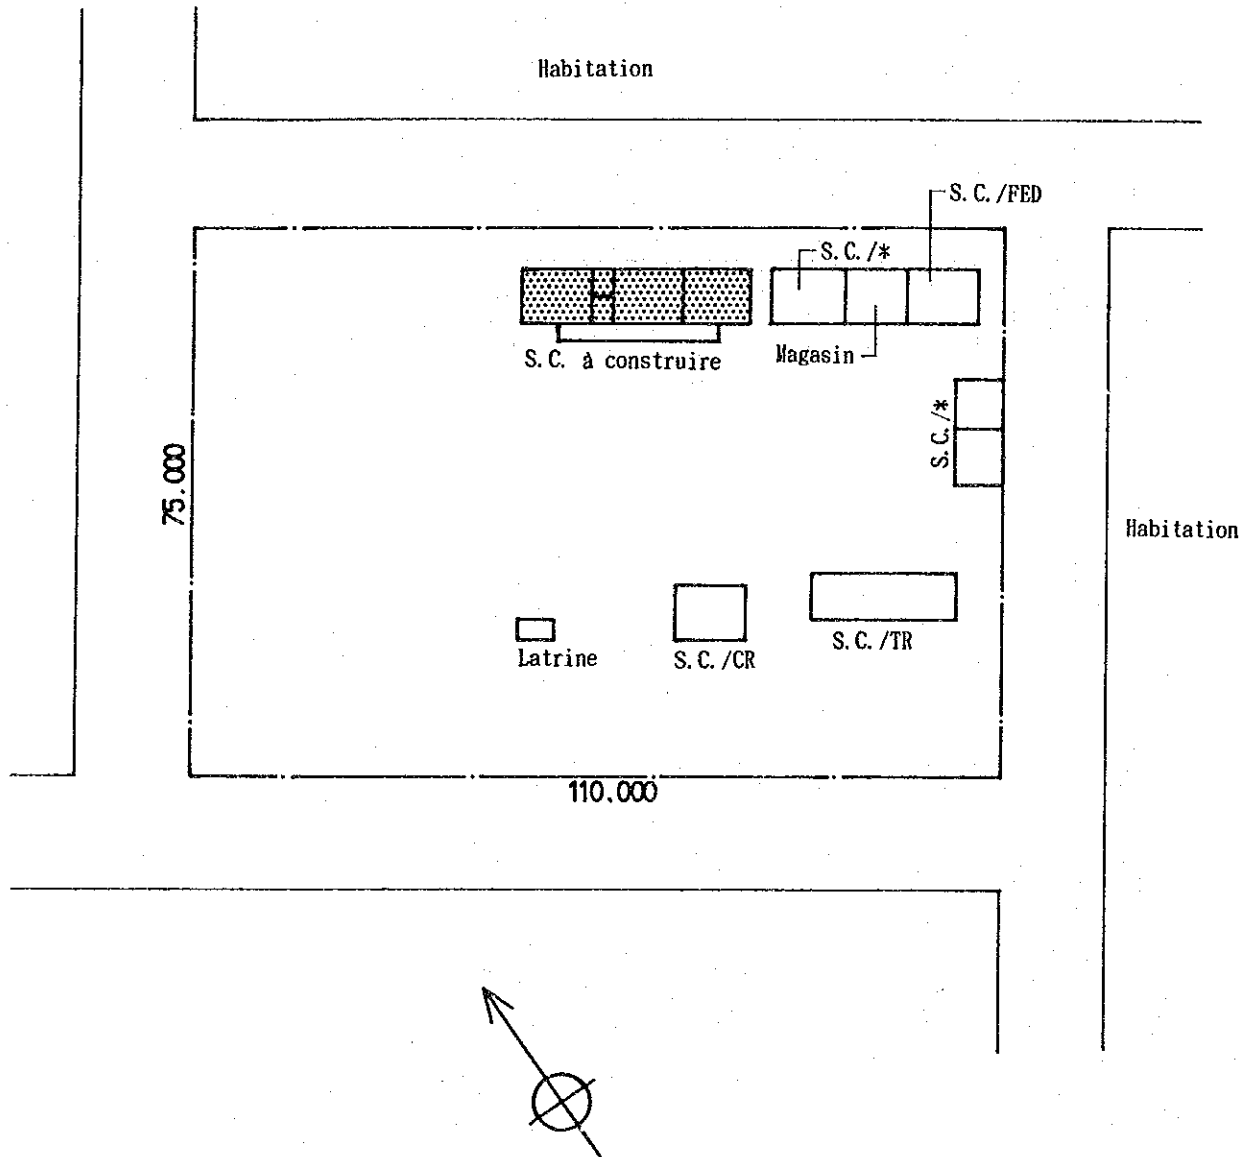 Habitation
S.C./FED
S.C./*
Magasin
S.C. à construire
S.C./*
75.000
Habitation
Latrine
S.C./CR
S.C./TR
110.000